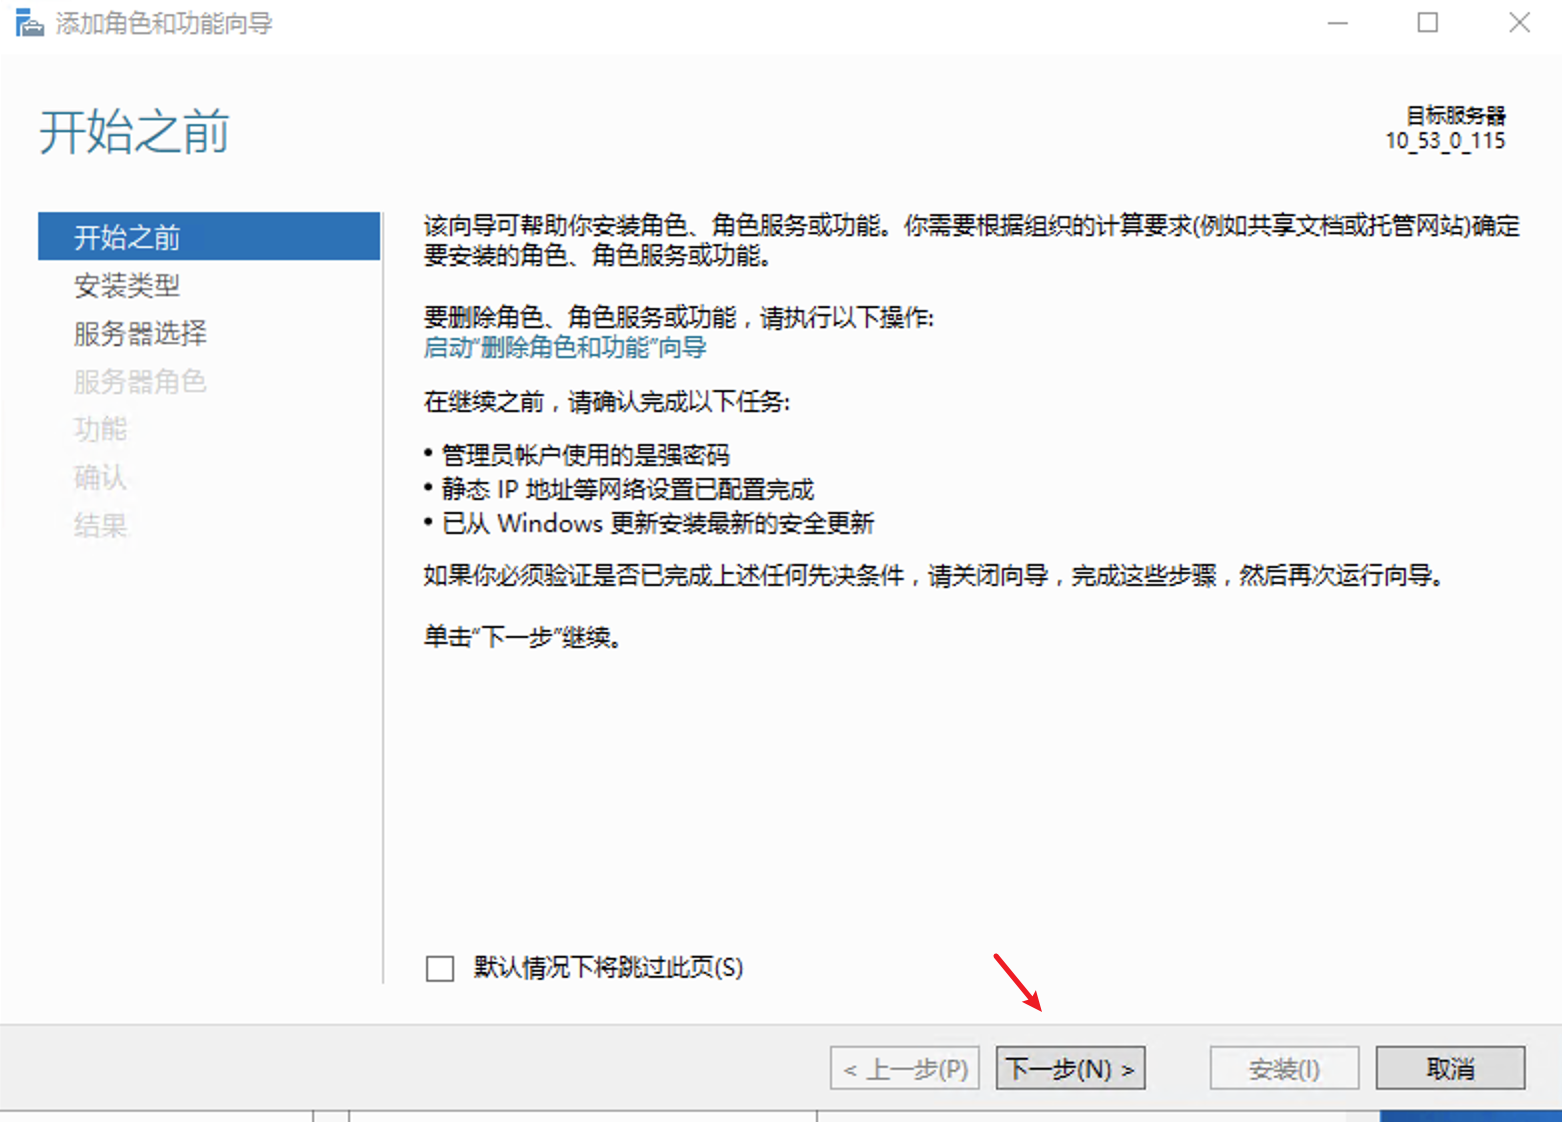 添加角色和功能向导
开始之前
目标服务器
10_53_0_115
开始之前
安装类型
服务器选择
服务器角色
功能
确认
结果
该向导可帮助你安装角色、角色服务或功能。你需要根据组织的计算要求(例如共享文档或托管网站)确定
要安装的角色、角色服务或功能。
要删除角色、角色服务或功能，请执行以下操作:
启动“删除角色和功能”向导
在继续之前，请确认完成以下任务:
• 管理员帐户使用的是强密码
• 静态 IP 地址等网络设置已配置完成
• 已从 Windows 更新安装最新的安全更新
如果你必须验证是否已完成上述任何先决条件，请关闭向导，完成这些步骤，然后再次运行向导。
单击“下一步”继续。
默认情况下将跳过此页(S)
< 上一步(P)
下一步(N) >
安装(I)
取消